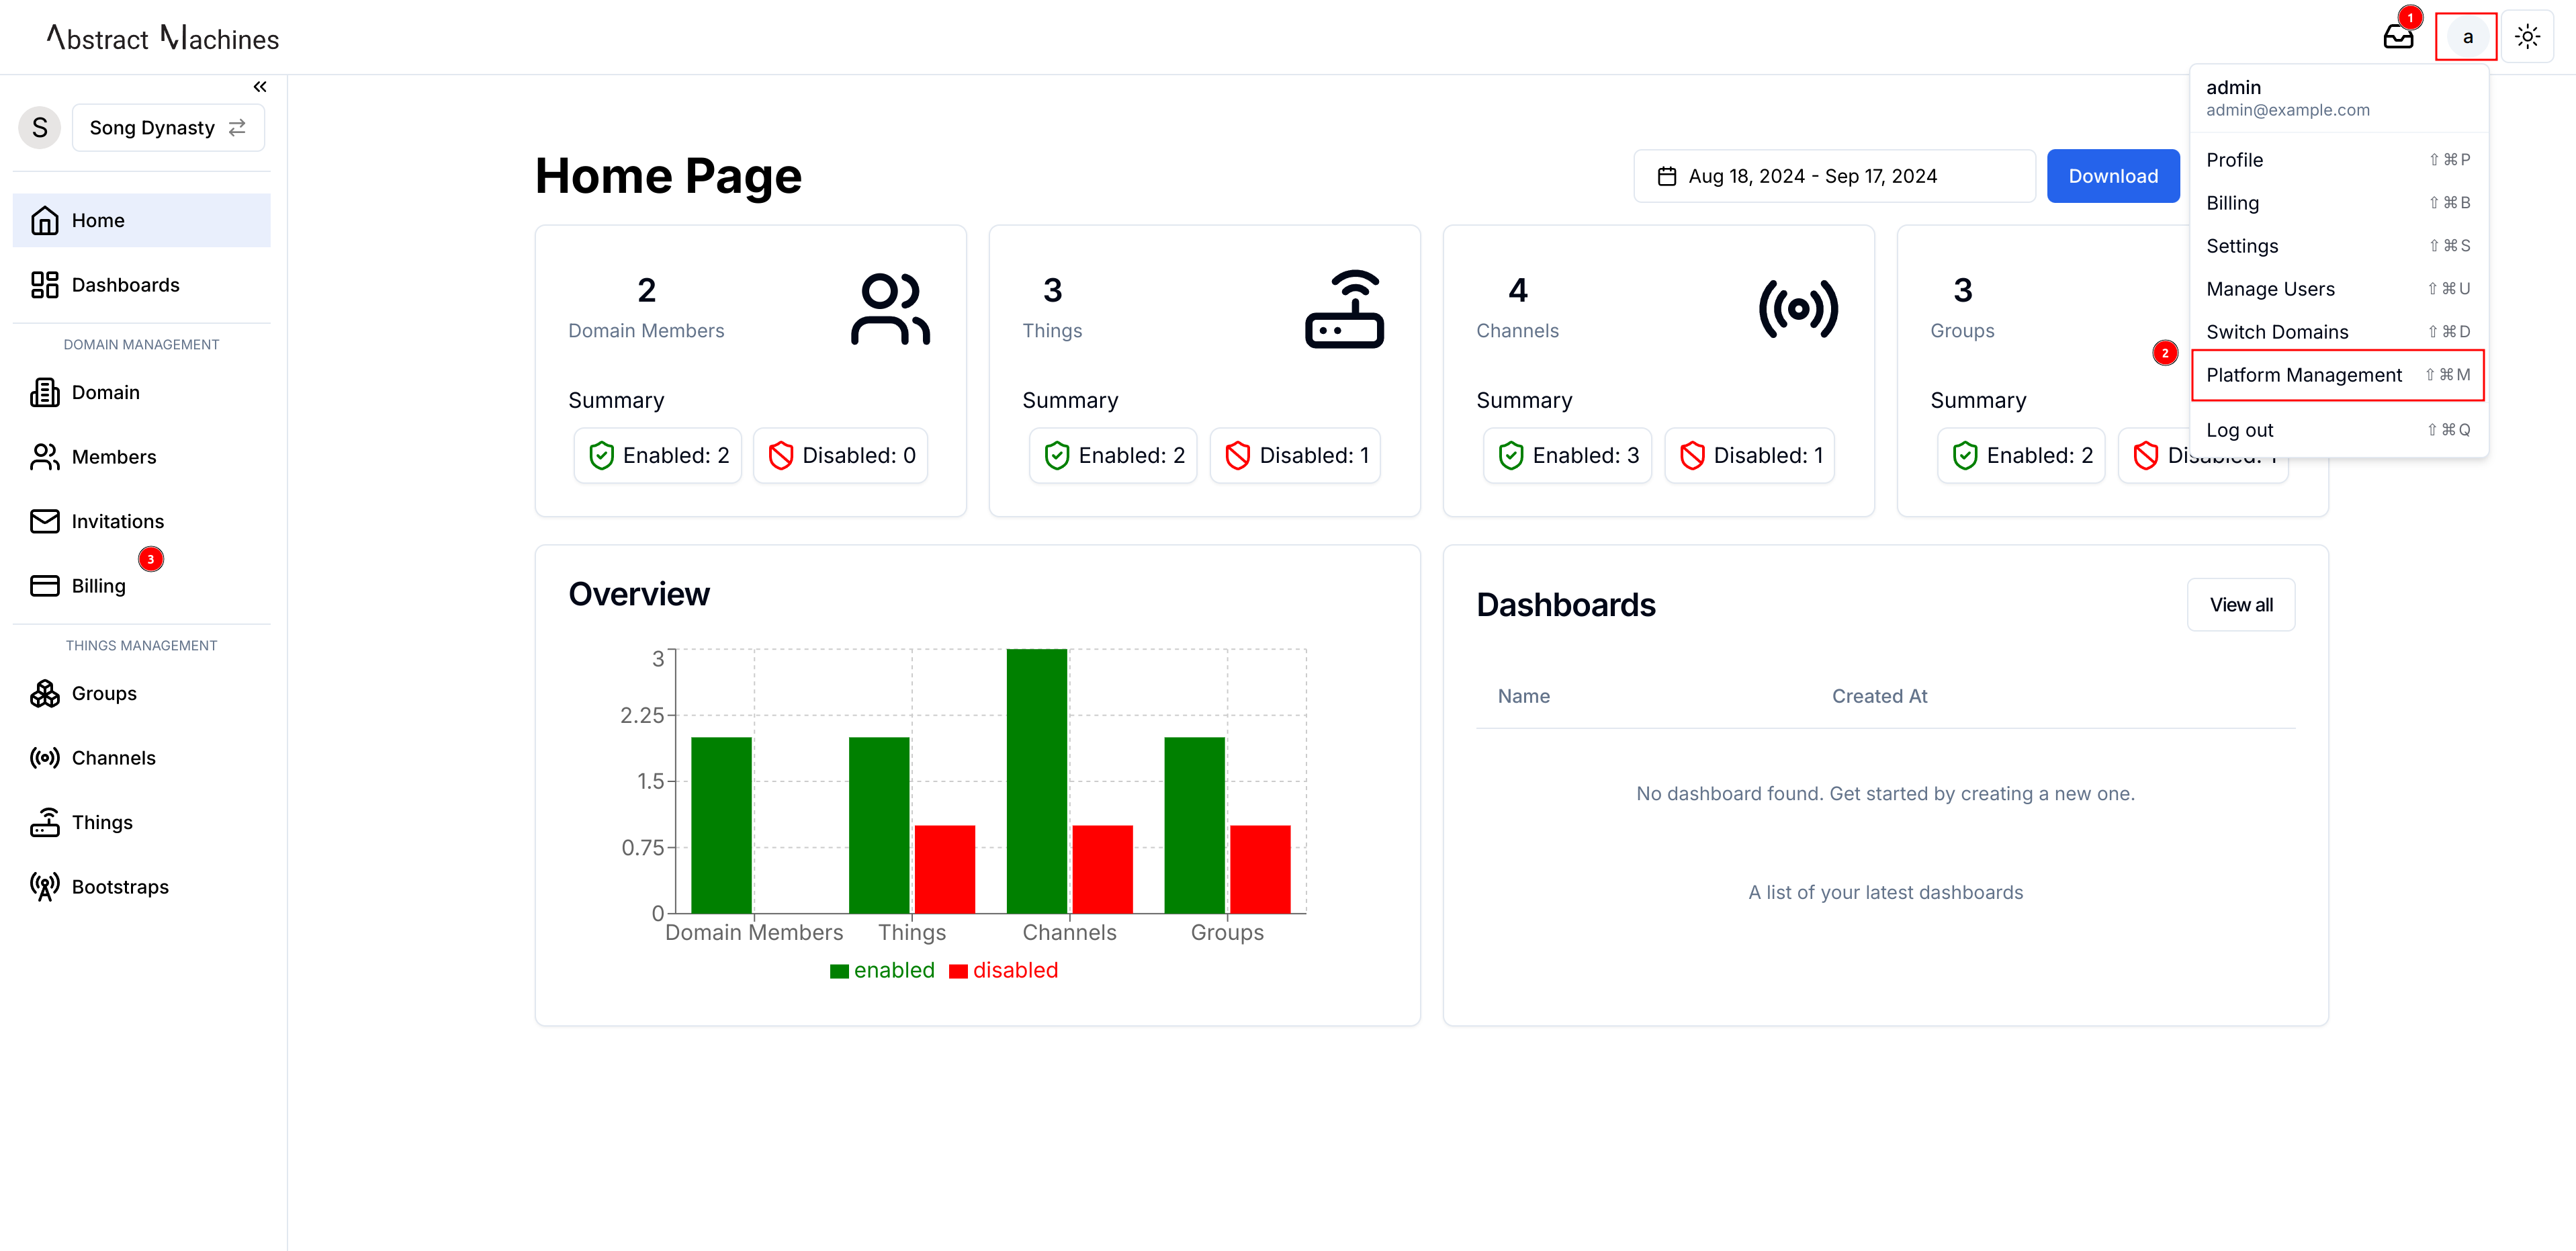 Abstract Machines
1
a
Song Dynasty
S
Home
Dashboards
DOMAIN MANAGEMENT
Domain
Members
Invitations
3
Billing
THINGS MANAGEMENT
Groups
Channels
Things
Bootstraps
Home Page
Aug 18, 2024 - Sep 17, 2024
Download
2
Domain Members
Summary
Enabled: 2
Disabled: 0
3
Things
Summary
Enabled: 2
Disabled: 1
4
Channels
Summary
Enabled: 3
Disabled: 1
3
Groups
Summary
Enabled: 2
Disabled: 1
admin
admin@example.com
Profile ⇧⌘P
Billing ⇧⌘B
Settings ⇧⌘S
Manage Users ⇧⌘U
Switch Domains ⇧⌘D
2
Platform Management ⇧⌘M
Log out ⇧⌘Q
Overview
3
2.25
1.5
0.75
0
Domain Members Things Channels Groups
enabled disabled
Dashboards
View all
Name Created At
No dashboard found. Get started by creating a new one.
A list of your latest dashboards